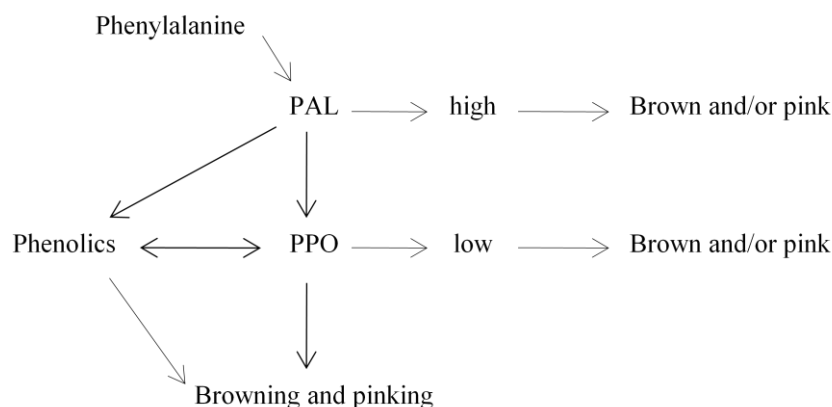 Phenylalanine
PAL high Brown and/or pink
Phenolics PPO low Brown and/or pink
Browning and pinking